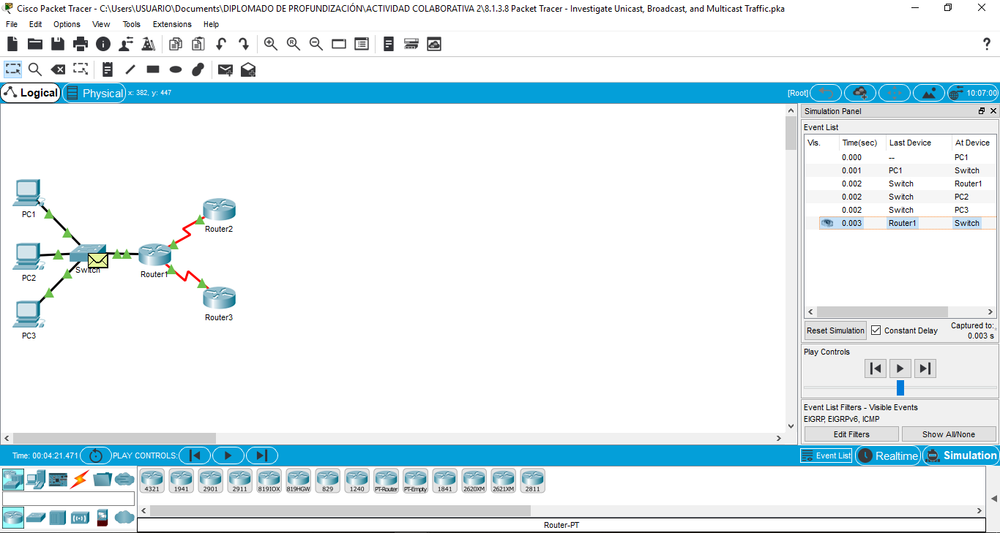 Cisco Packet Tracer - C:\Users\USUARIO\Documents\DIPLOMADO DE PROFUNDIZACIÓN\ACTIVIDAD COLABORATIVA 2\8.1.3.8 Packet Tracer - Investigate Unicast, Broadcast, and Multicast Traffic.pka
File Edit Options View Tools Extensions Help
Logical Physical x: 382, y: 447 [Root] 10:07:00
Simulation Panel
Event List
Vis. Time(sec) Last Device At Device
0.000 -- PC1
0.001 PC1 Switch
0.002 Switch Router1
0.002 Switch PC2
0.002 Switch PC3
0.003 Router1 Switch
PC1
Router2
Switch
Router1
PC2
Router3
PC3
Reset Simulation Constant Delay Captured to:
0.003 s
Play Controls
Event List Filters - Visible Events
EIGRP, EIGRPv6, ICMP
Edit Filters Show All/None
Time: 00:04:21.471 PLAY CONTROLS: Event List Realtime Simulation
4321 1941 2901 2911 819IOX 819HGW 829 1240 PT-Router PT-Empty 1841 2620XM 2621XM 2811
Router-PT